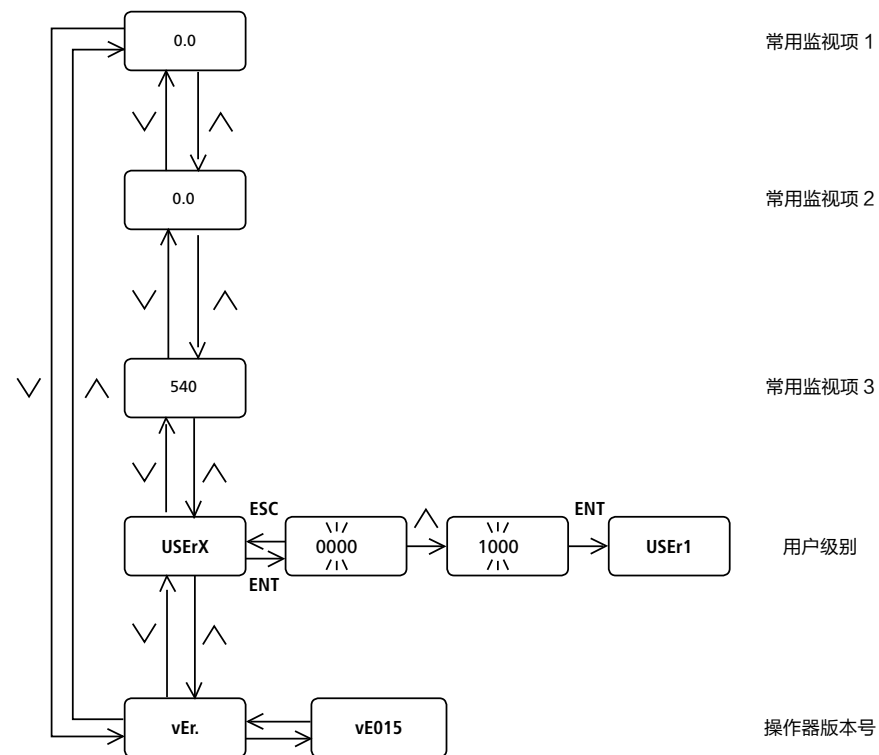 0.0 常用监视项 1
0.0 常用监视项 2
540 常用监视项 3
ESC ENT
USErX 0000 1000 USEr1 用户级别
ENT
vEr. vE015 操作器版本号